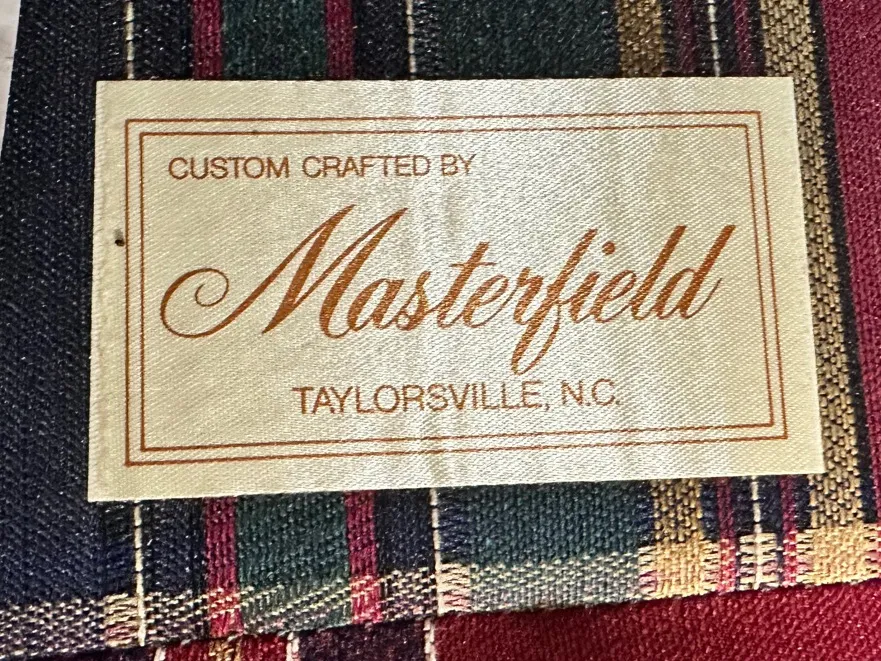 CUSTOM CRAFTED BY
Masterfield
TAYLORSVILLE, N.C.